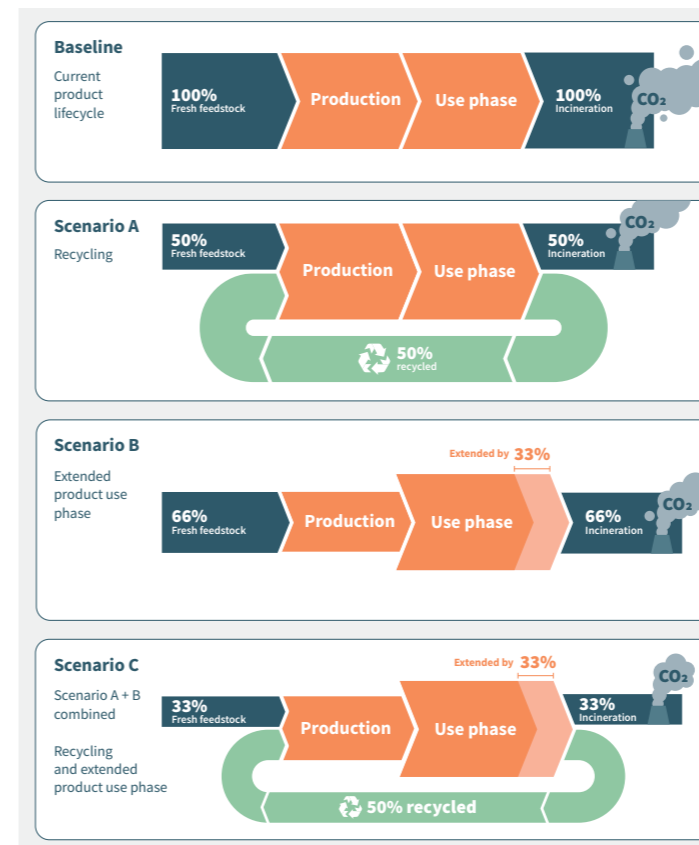 Baseline
Current
product
lifecycle
100%
Fresh feedstock
Production
Use phase
100%
Incineration
CO₂
Scenario A
Recycling
50%
Fresh feedstock
Production
Use phase
50%
Incineration
CO₂
50%
recycled
Scenario B
Extended
product use
phase
Extended by 33%
66%
Fresh feedstock
Production
Use phase
66%
Incineration
CO₂
Scenario C
Scenario A + B
combined
Recycling
and extended
product use phase
Extended by 33%
33%
Fresh feedstock
Production
Use phase
33%
Incineration
CO₂
50% recycled